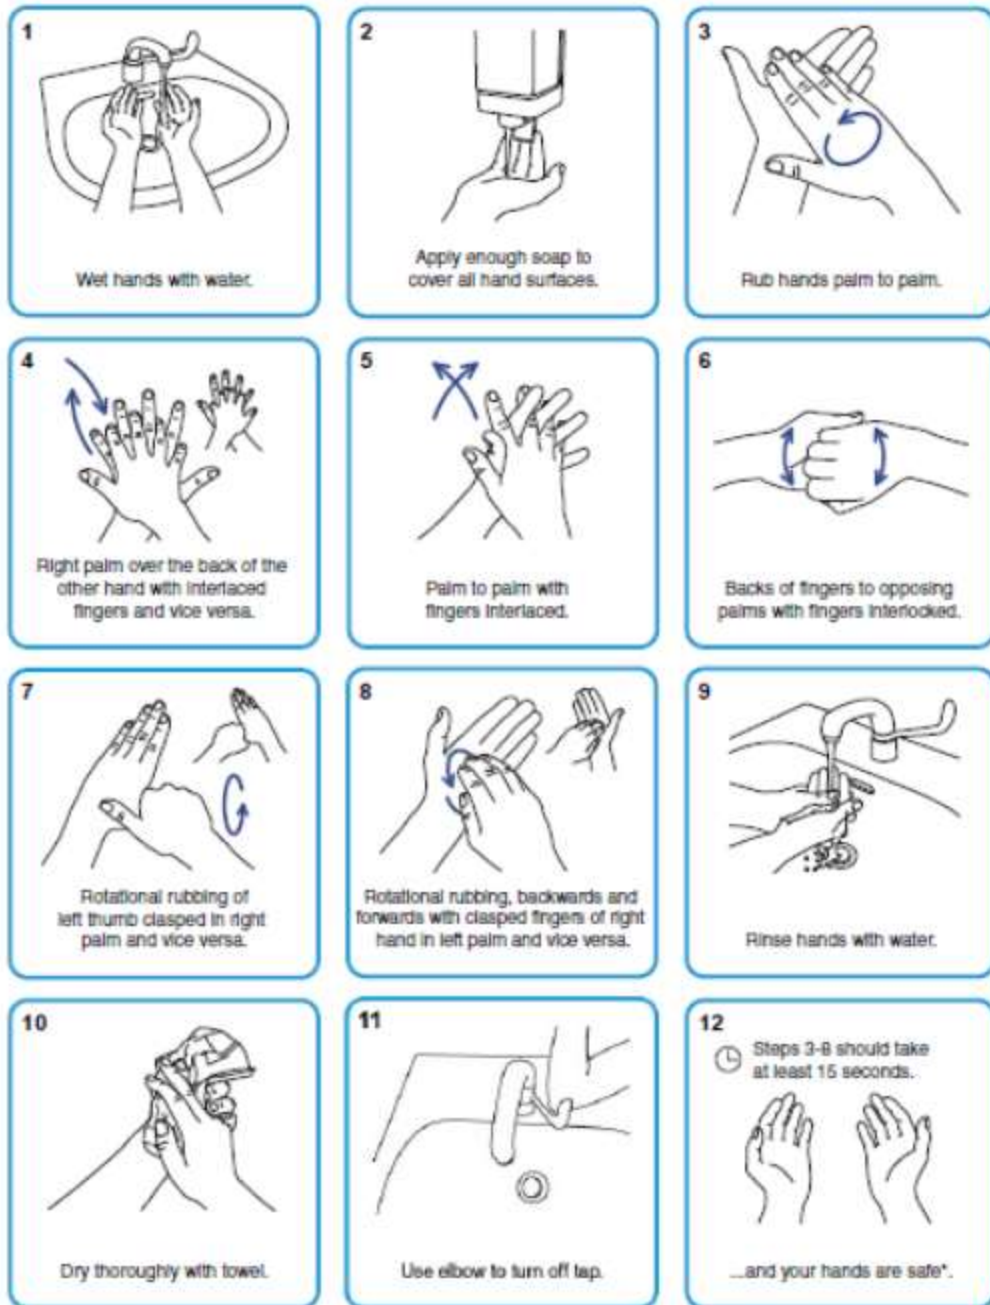 1
Wet hands with water.
2
Apply enough soap to
cover all hand surfaces.
3
Rub hands palm to palm.
4
Right palm over the back of the
other hand with interlaced
fingers and vice versa.
5
Palm to palm with
fingers interlaced.
6
Backs of fingers to opposing
palms with fingers interlocked.
7
Rotational rubbing of
left thumb clasped in right
palm and vice versa.
8
Rotational rubbing, backwards and
forwards with clasped fingers of right
hand in left palm and vice versa.
9
Rinse hands with water.
10
Dry thoroughly with towel.
11
Use elbow to turn off tap.
12
Steps 3-8 should take
at least 15 seconds.
...and your hands are safe*.